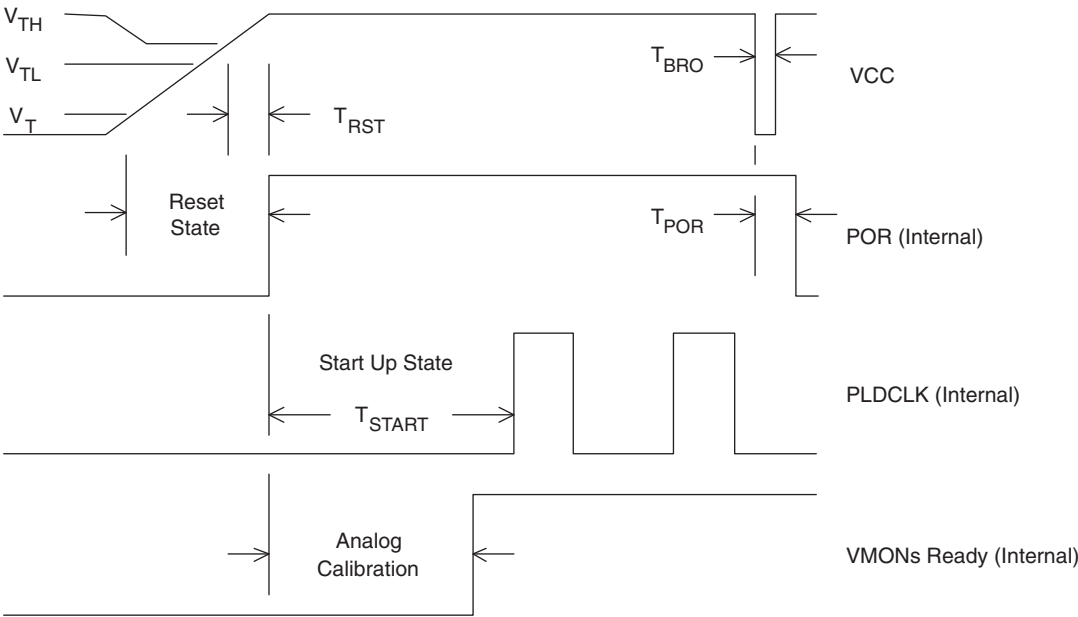 VTH
VTL
VT
TRST
TBRO
VCC
Reset
State
TPOR
POR (Internal)
Start Up State
TSTART
PLDCLK (Internal)
Analog
Calibration
VMONs Ready (Internal)